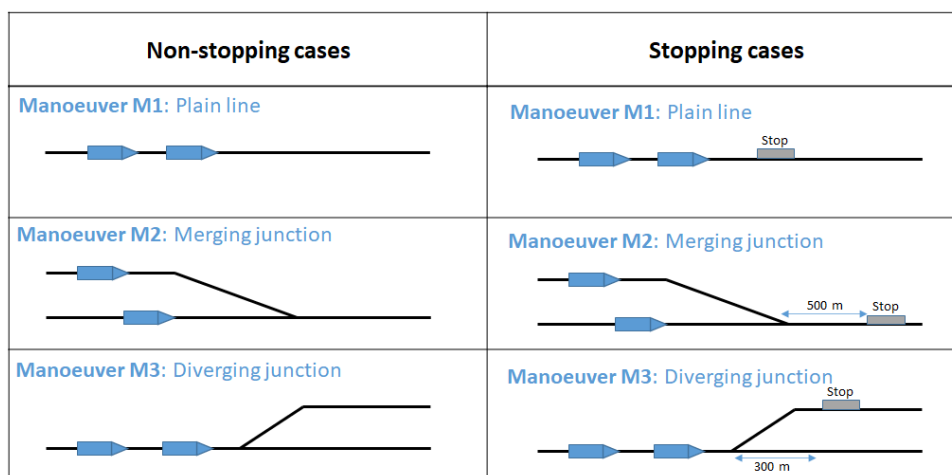 Non-stopping cases
Stopping cases
Manoeuver M1: Plain line
Manoeuver M1: Plain line
Stop
Manoeuver M2: Merging junction
Manoeuver M2: Merging junction
500 m
Stop
Manoeuver M3: Diverging junction
Manoeuver M3: Diverging junction
Stop
300 m